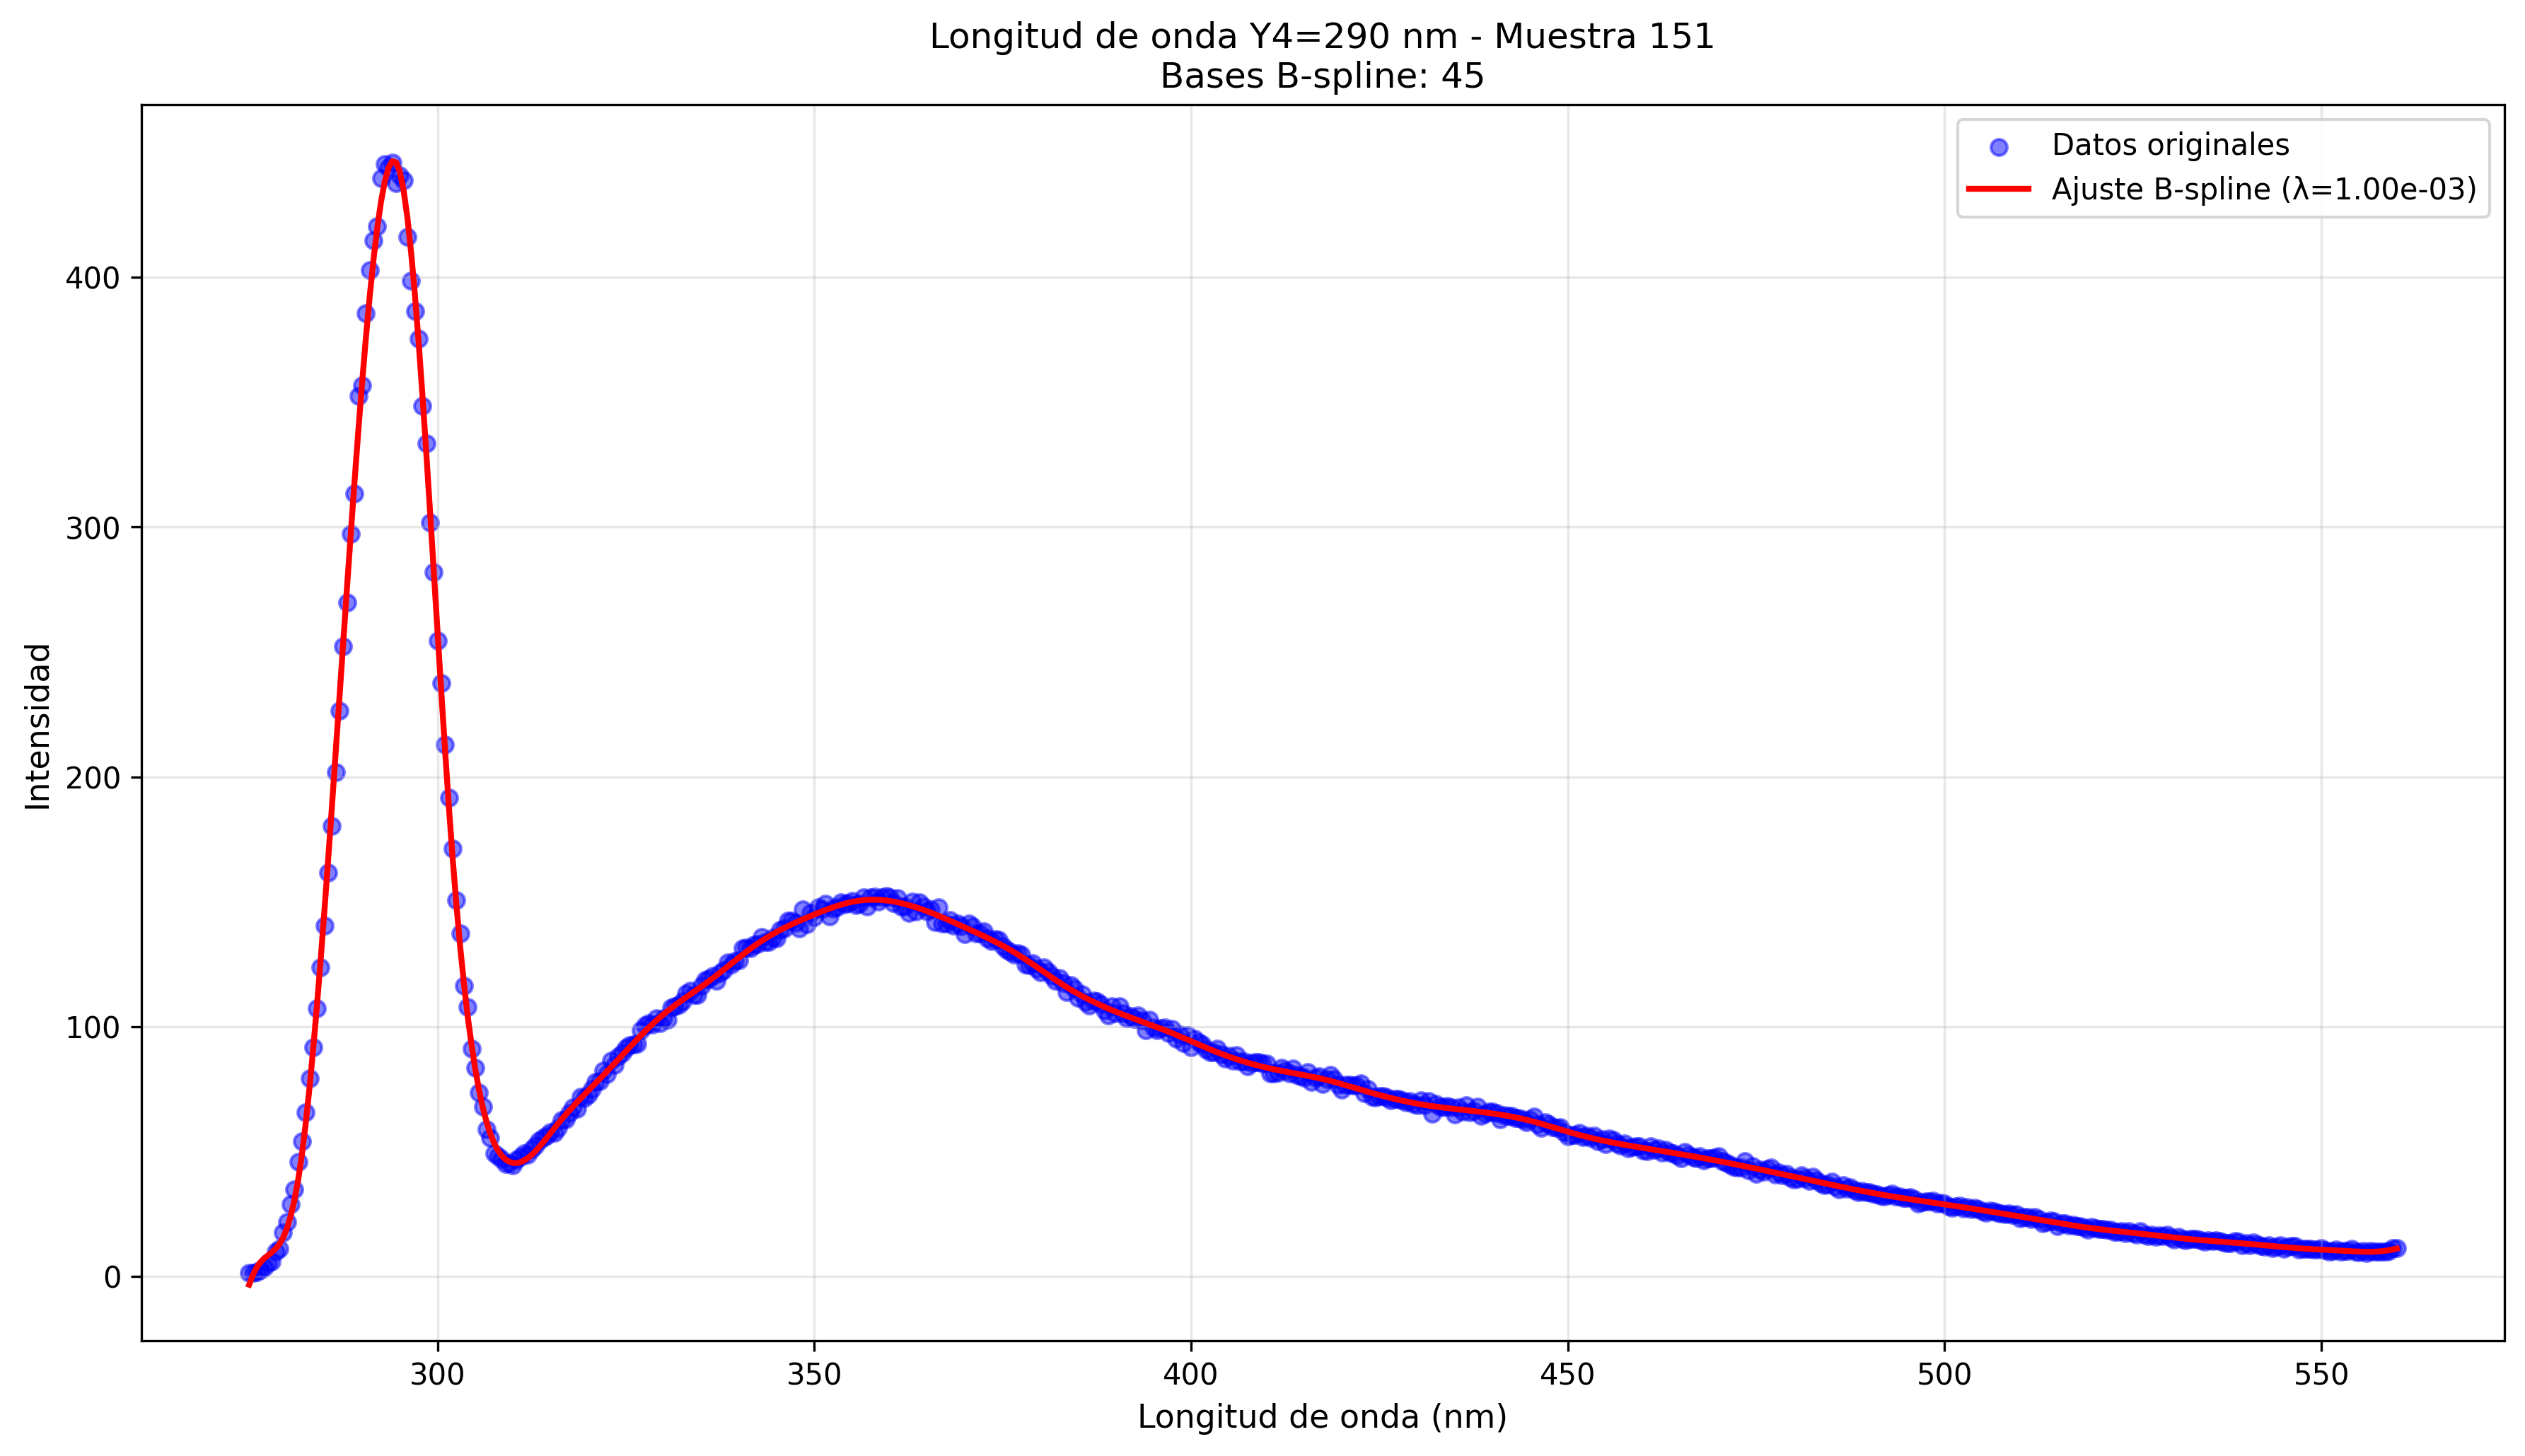 Longitud de onda Y4=290 nm - Muestra 151
Bases B-spline: 45
Datos originales
Ajuste B-spline (λ=1.00e-03)
Intensidad
400
300
200
100
0
300
350
400
450
500
550
Longitud de onda (nm)